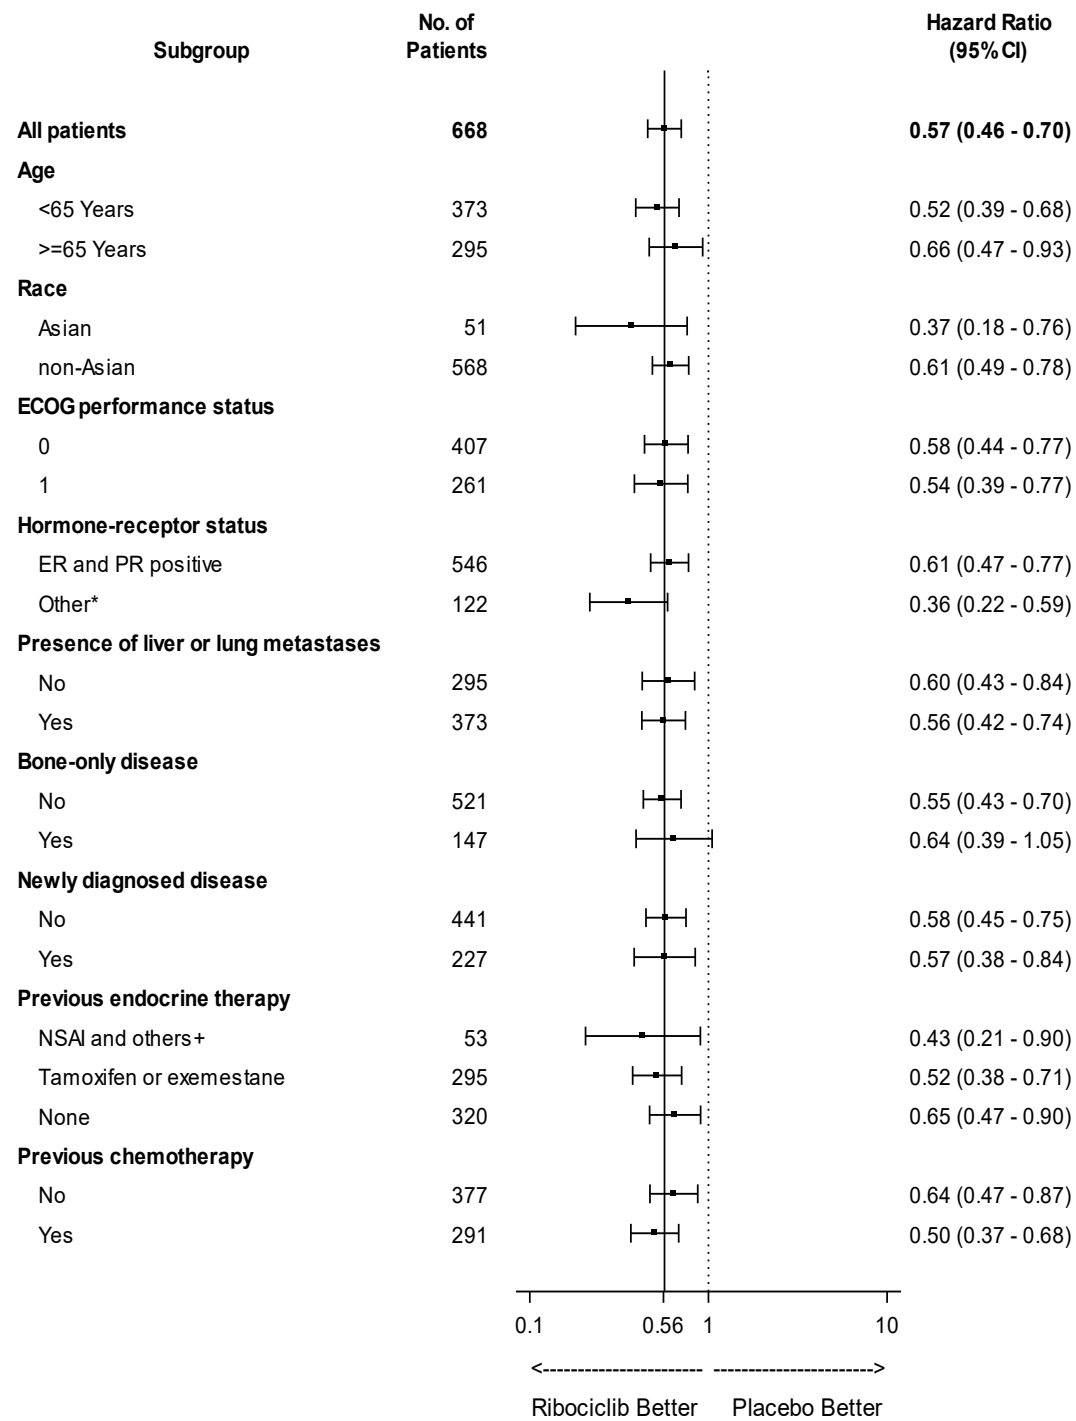 Subgroup No. of Patients Hazard Ratio (95% CI)
All patients 668 0.57 (0.46 - 0.70)
Age
<65 Years 373 0.52 (0.39 - 0.68)
>=65 Years 295 0.66 (0.47 - 0.93)
Race
Asian 51 0.37 (0.18 - 0.76)
non-Asian 568 0.61 (0.49 - 0.78)
ECOG performance status
0 407 0.58 (0.44 - 0.77)
1 261 0.54 (0.39 - 0.77)
Hormone-receptor status
ER and PR positive 546 0.61 (0.47 - 0.77)
Other* 122 0.36 (0.22 - 0.59)
Presence of liver or lung metastases
No 295 0.60 (0.43 - 0.84)
Yes 373 0.56 (0.42 - 0.74)
Bone-only disease
No 521 0.55 (0.43 - 0.70)
Yes 147 0.64 (0.39 - 1.05)
Newly diagnosed disease
No 441 0.58 (0.45 - 0.75)
Yes 227 0.57 (0.38 - 0.84)
Previous endocrine therapy
NSAI and others+ 53 0.43 (0.21 - 0.90)
Tamoxifen or exemestane 295 0.52 (0.38 - 0.71)
None 320 0.65 (0.47 - 0.90)
Previous chemotherapy
No 377 0.64 (0.47 - 0.87)
Yes 291 0.50 (0.37 - 0.68)
0.1 0.56 1 10
<------------------------ ------------------------>
Ribociclib Better Placebo Better